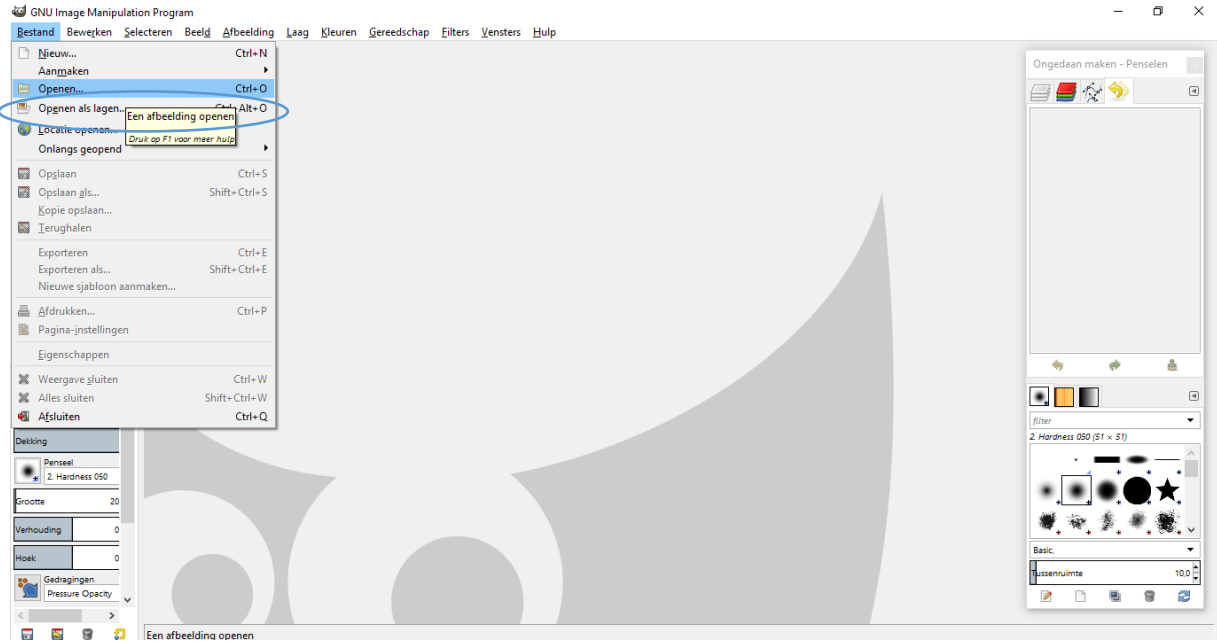 GNU Image Manipulation Program
Bestand Bewerken Selecteren Beeld Afbeelding Laag Kleuren Gereedschap Filters Vensters Hulp
Nieuw... Ctrl+N
Aanmaken
Openen... Ctrl+O
Openen als lagen... Ctrl+Alt+O
Een afbeelding openen
Locatie openen...
Druk op F1 voor meer hulp
Onlangs geopend
Opslaan Ctrl+S
Opslaan als... Shift+Ctrl+S
Kopie opslaan...
Terughalen
Exporteren Ctrl+E
Exporteren als... Shift+Ctrl+E
Nieuwe sjabloon aanmaken...
Afdrukken... Ctrl+P
Pagina-instellingen
Eigenschappen
Weergave sluiten Ctrl+W
Alles sluiten Shift+Ctrl+W
Afsluiten Ctrl+Q
Dekking
Penseel
2. Hardness 050
Grootte 20
Verhouding 0
Hoek 0
Gedragingen
Pressure Opacity
Een afbeelding openen
Ongedaan maken - Penselen
filter
2. Hardness 050 (51 × 51)
Basic,
Tussenruimte 10,0